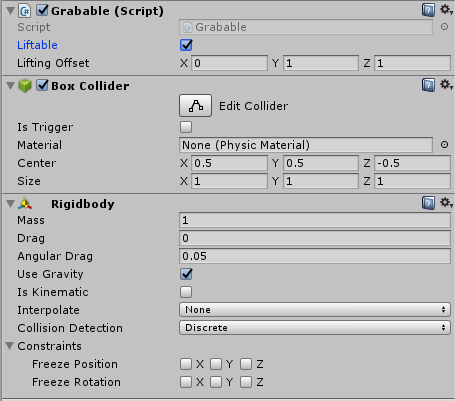 Grabable (Script)
Script Grabable
Liftable
Lifting Offset X 0 Y 1 Z 1
Box Collider
Edit Collider
Is Trigger
Material None (Physic Material)
Center X 0.5 Y 0.5 Z -0.5
Size X 1 Y 1 Z 1
Rigidbody
Mass 1
Drag 0
Angular Drag 0.05
Use Gravity
Is Kinematic
Interpolate None
Collision Detection Discrete
Constraints
Freeze Position X Y Z
Freeze Rotation X Y Z